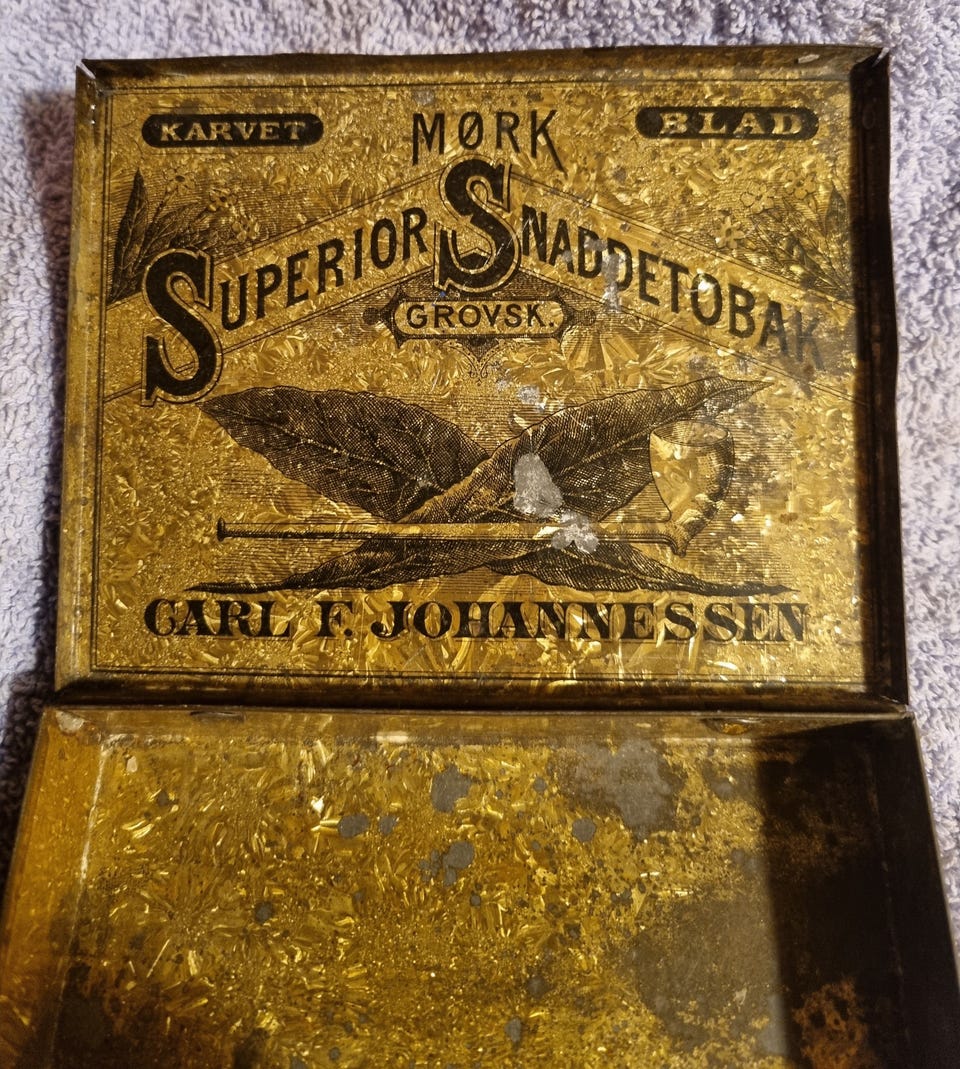 KARVET MØRK BLAD
SUPERIOR SNADDETOBAK
GROVSK.
CARL F. JOHANNESSEN